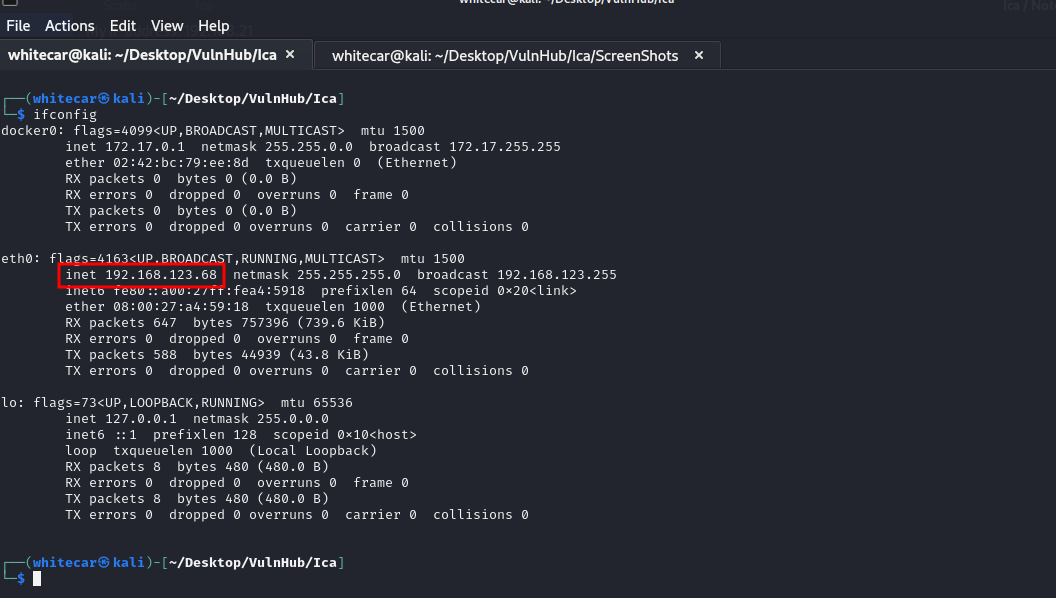 whitecar@kali: ~/Desktop/VulnHub/Ica
File Actions Edit View Help
whitecar@kali: ~/Desktop/VulnHub/Ica × whitecar@kali: ~/Desktop/VulnHub/Ica/ScreenShots ×
┌──(whitecar㉿kali)-[~/Desktop/VulnHub/Ica]
└─$ ifconfig
docker0: flags=4099<UP,BROADCAST,MULTICAST>  mtu 1500
        inet 172.17.0.1  netmask 255.255.0.0  broadcast 172.17.255.255
        ether 02:42:bc:79:ee:8d  txqueuelen 0  (Ethernet)
        RX packets 0  bytes 0 (0.0 B)
        RX errors 0  dropped 0  overruns 0  frame 0
        TX packets 0  bytes 0 (0.0 B)
        TX errors 0  dropped 0 overruns 0  carrier 0  collisions 0
eth0: flags=4163<UP,BROADCAST,RUNNING,MULTICAST>  mtu 1500
        inet 192.168.123.68  netmask 255.255.255.0  broadcast 192.168.123.255
        inet6 fe80::a00:27ff:fea4:5918  prefixlen 64  scopeid 0×20<link>
        ether 08:00:27:a4:59:18  txqueuelen 1000  (Ethernet)
        RX packets 647  bytes 757396 (739.6 KiB)
        RX errors 0  dropped 0  overruns 0  frame 0
        TX packets 588  bytes 44939 (43.8 KiB)
        TX errors 0  dropped 0 overruns 0  carrier 0  collisions 0
lo: flags=73<UP,LOOPBACK,RUNNING>  mtu 65536
        inet 127.0.0.1  netmask 255.0.0.0
        inet6 ::1  prefixlen 128  scopeid 0×10<host>
        loop  txqueuelen 1000  (Local Loopback)
        RX packets 8  bytes 480 (480.0 B)
        RX errors 0  dropped 0  overruns 0  frame 0
        TX packets 8  bytes 480 (480.0 B)
        TX errors 0  dropped 0 overruns 0  carrier 0  collisions 0
┌──(whitecar㉿kali)-[~/Desktop/VulnHub/Ica]
└─$